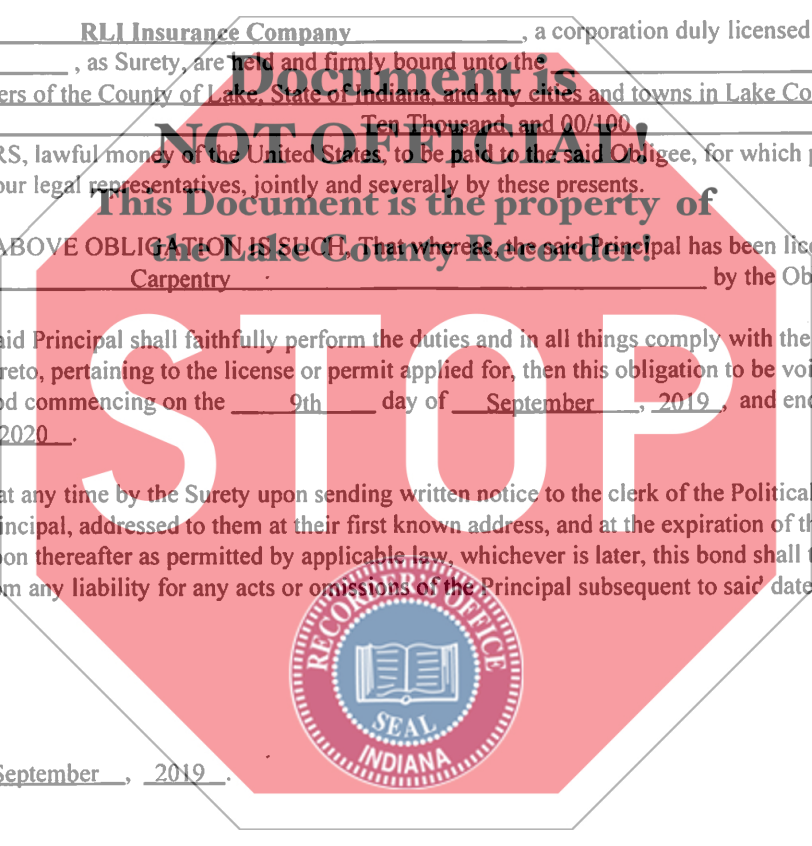 RLI Insurance Company , a corporation duly licensed
, as Surety, are held and firmly bound unto the
Document is
ers of the County of Lake, State of Indiana, and any cities and towns in Lake Co
Ten Thousand and 00/100
NOT OFFICIAL!
RS, lawful money of the United States, to be paid to the said Obligee, for which p
our legal representatives, jointly and severally by these presents.
This Document is the property of
the Lake County Recorder!
ABOVE OBLIGATION IS SUCH, That whereas, the said Principal has been lice
Carpentry by the Ob
STOP
aid Principal shall faithfully perform the duties and in all things comply with the
reto, pertaining to the license or permit applied for, then this obligation to be voi
od commencing on the 9th day of September , 2019 , and end
2020 .
at any time by the Surety upon sending written notice to the clerk of the Political
incipal, addressed to them at their first known address, and at the expiration of th
on thereafter as permitted by applicable law, whichever is later, this bond shall t
om any liability for any acts or omissions of the Principal subsequent to said date
RECORDER'S OFFICE
SEAL
INDIANA
September , 2019 .